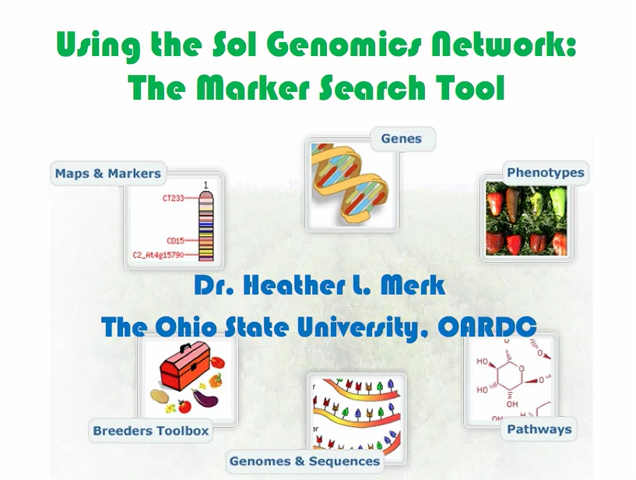 Using the Sol Genomics Network:
The Marker Search Tool
Genes
Maps & Markers
Phenotypes
1
CT233
CD15
C2_At4g15790
Dr. Heather L. Merk
The Ohio State University, OARDC
HO
O
O
HO
OH
OH
HO
Breeders Toolbox
Genomes & Sequences
Pathways